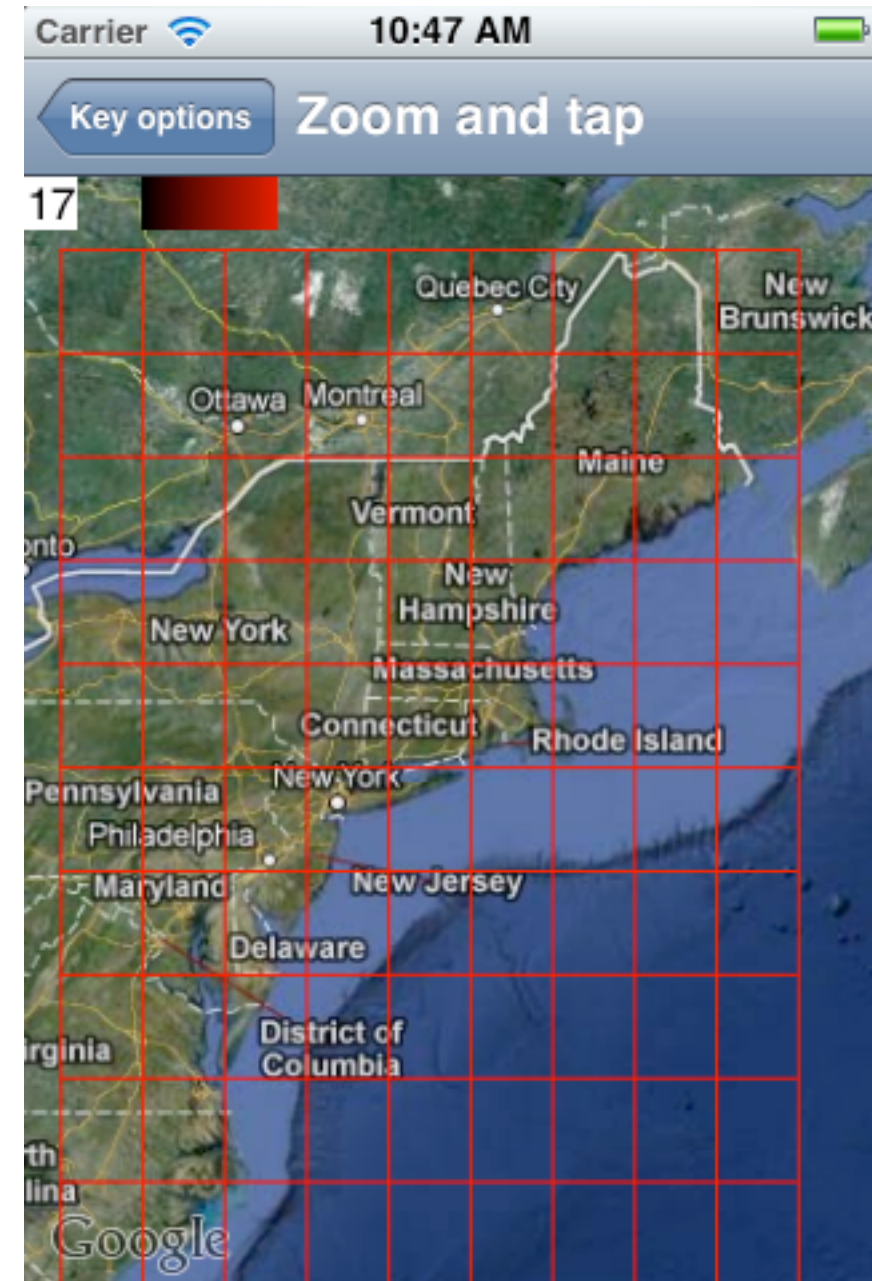 Carrier 10:47 AM
Key options Zoom and tap
17
Quebec City
New
Brunswick
Ottawa Montreal
Maine
Vermont
onto
New
Hampshire
New York
Massachusetts
Connecticut
Rhode Island
New York
Pennsylvania
Philadelphia
Maryland
New Jersey
Delaware
District of
Columbia
irginia
th
lina
Google